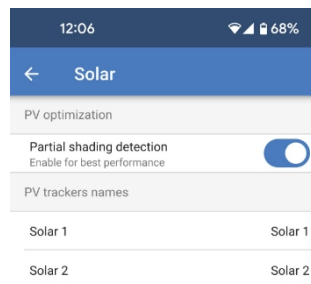 12:06 68%
Solar
PV optimization
Partial shading detection
Enable for best performance
PV trackers names
Solar 1 Solar 1
Solar 2 Solar 2